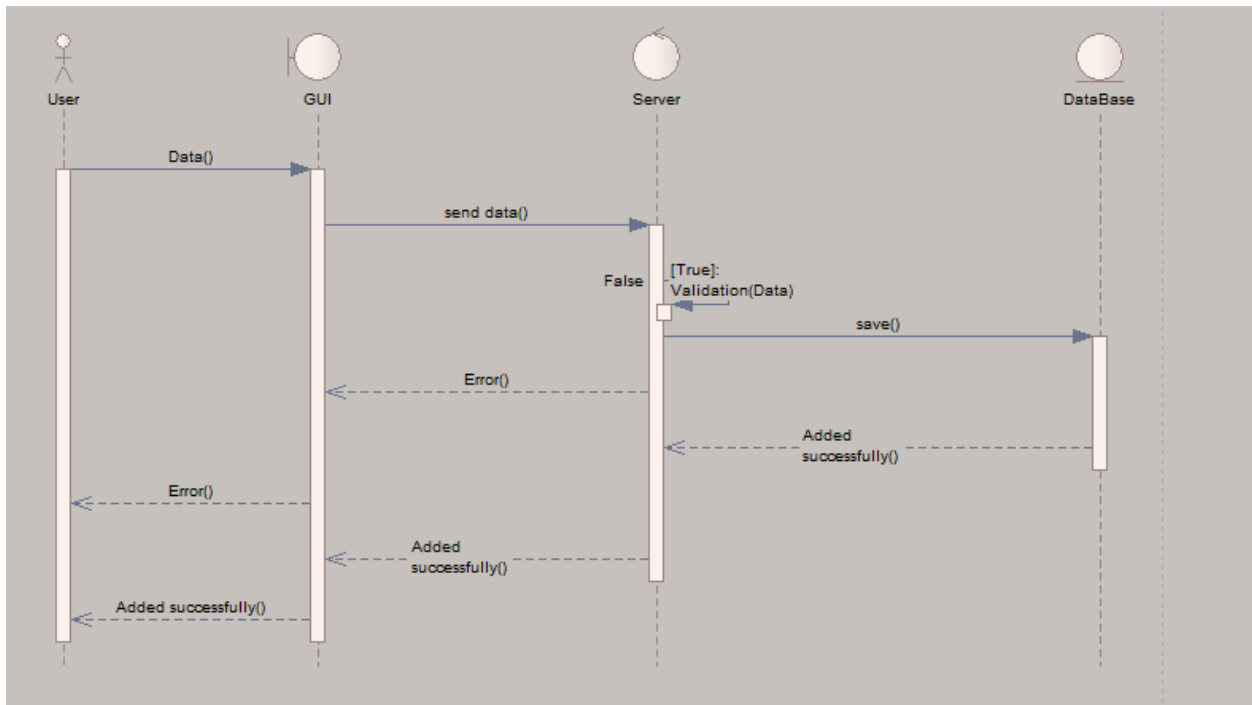 User
GUI
Server
DataBase
Data()
send data()
False
[True]:
Validation(Data)
save()
Error()
Added
successfully()
Error()
Added
successfully()
Added successfully()